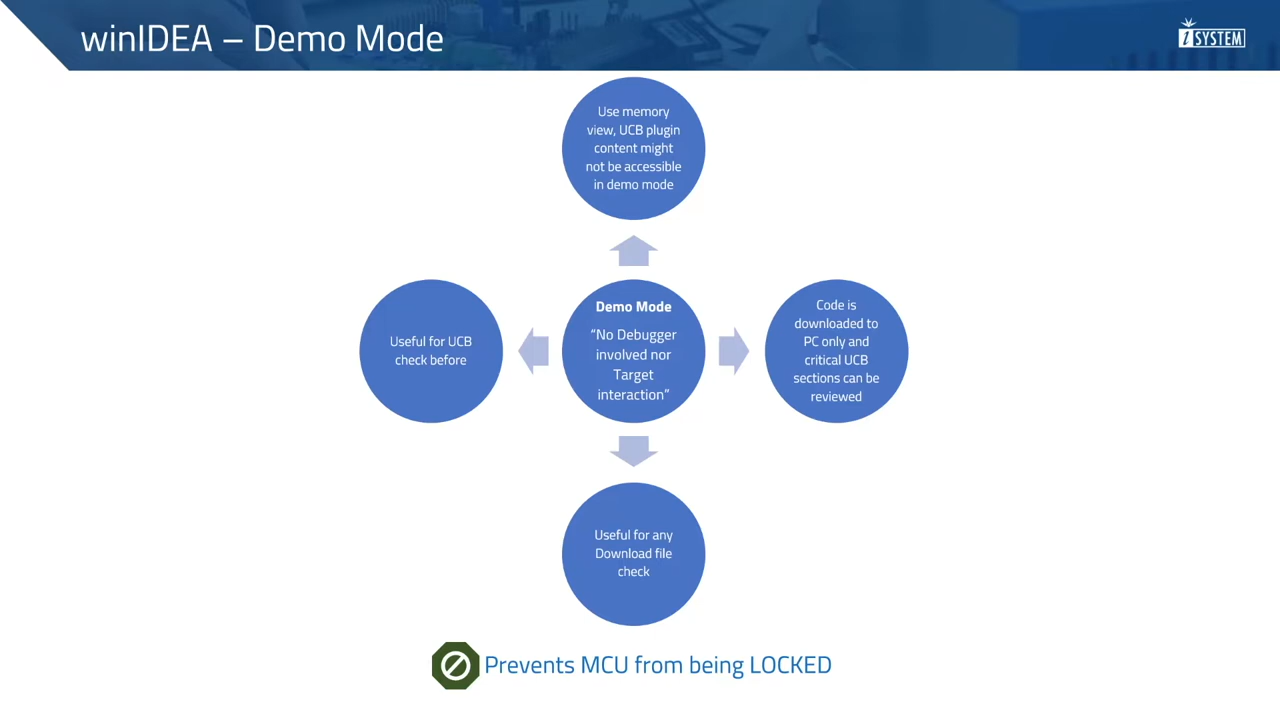 winIDEA – Demo Mode
i SYSTEM
Use memory
view, UCB plugin
content might
not be accessible
in demo mode
Useful for UCB
check before
Demo Mode
“No Debugger
involved nor
Target
interaction“
Code is
downloaded to
PC only and
critical UCB
sections can be
reviewed
Useful for any
Download file
check
Prevents MCU from being LOCKED